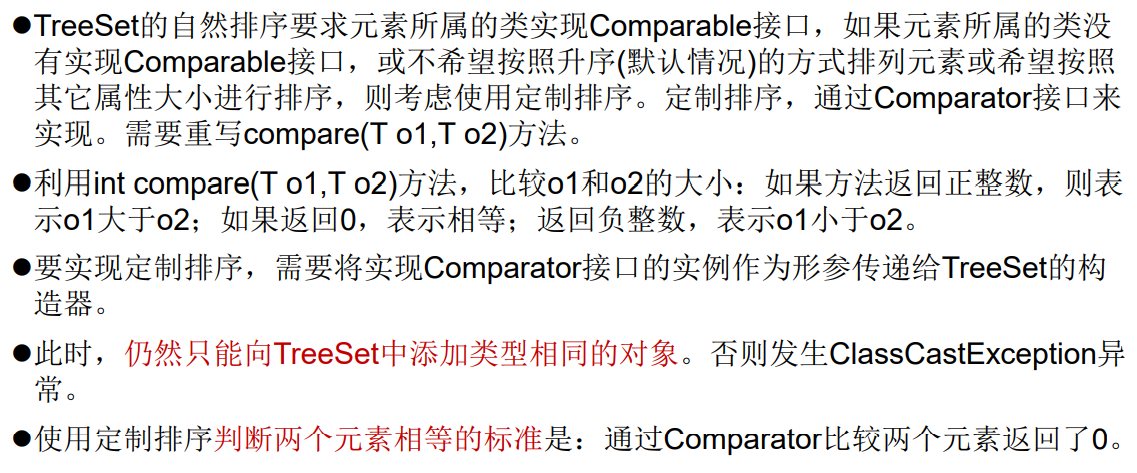 ●TreeSet的自然排序要求元素所属的类实现Comparable接口，如果元素所属的类没
有实现Comparable接口，或不希望按照升序(默认情况)的方式排列元素或希望按照
其它属性大小进行排序，则考虑使用定制排序。定制排序，通过Comparator接口来
实现。需要重写compare(T o1,T o2)方法。
●利用int compare(T o1,T o2)方法，比较o1和o2的大小：如果方法返回正整数，则表
示o1大于o2；如果返回0，表示相等；返回负整数，表示o1小于o2。
●要实现定制排序，需要将实现Comparator接口的实例作为形参传递给TreeSet的构
造器。
●此时，仍然只能向TreeSet中添加类型相同的对象。否则发生ClassCastException异
常。
●使用定制排序判断两个元素相等的标准是：通过Comparator比较两个元素返回了0。